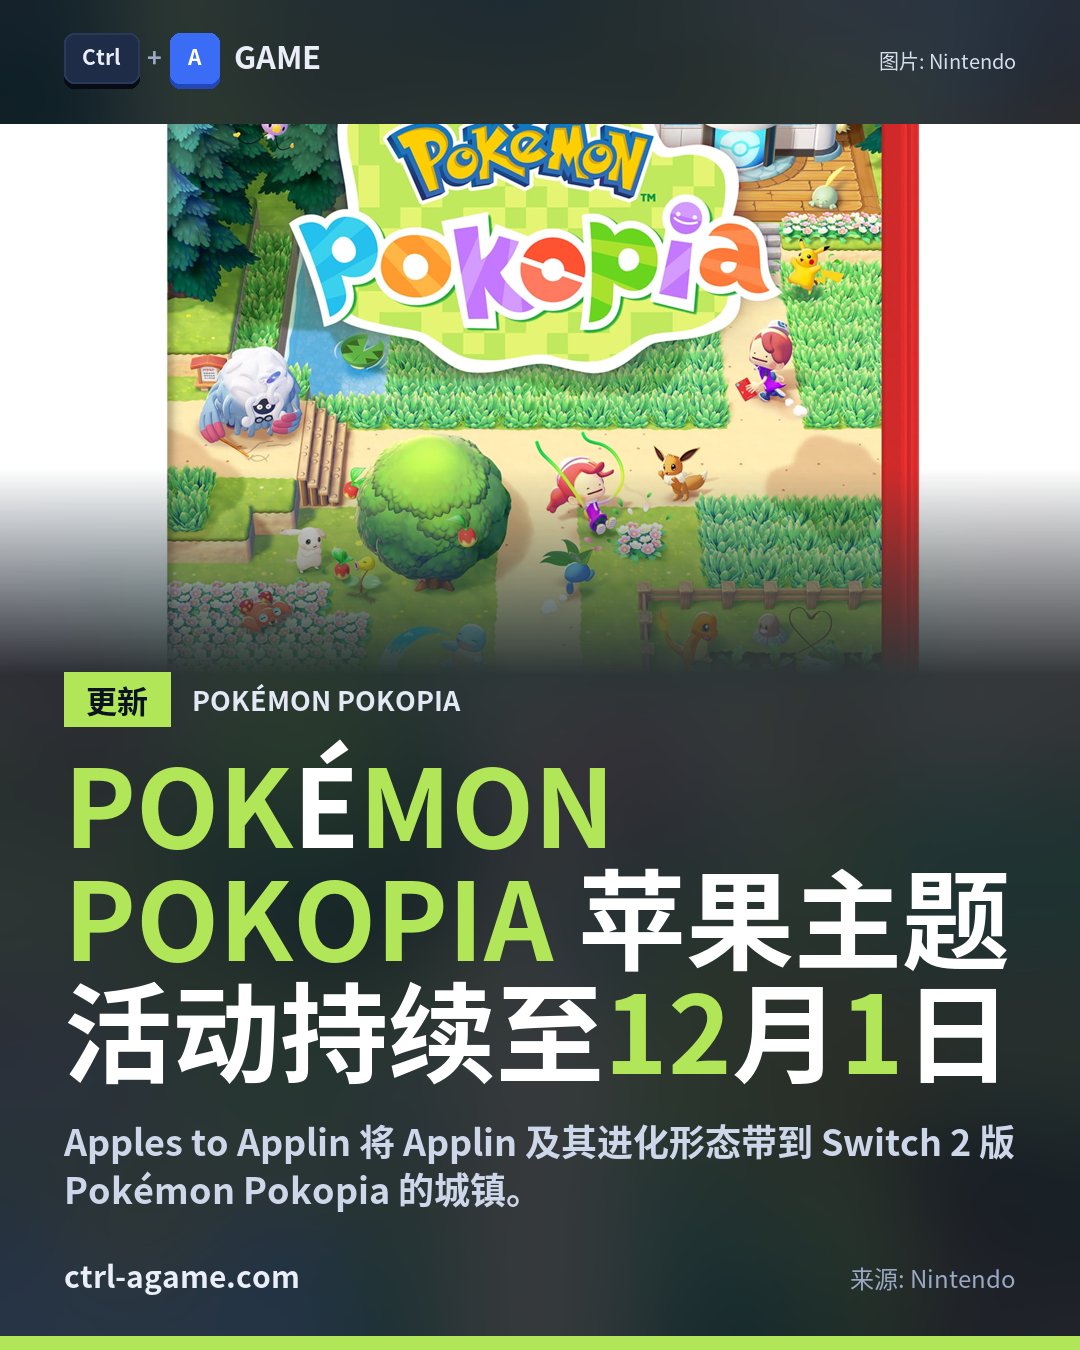 Ctrl + A GAME
图片: Nintendo
POKÉMON
TM
pokopia
更新 POKÉMON POKOPIA
POKÉMON
POKOPIA 苹果主题
活动持续至12月1日
Apples to Applin 将 Applin 及其进化形态带到 Switch 2 版
Pokémon Pokopia 的城镇。
ctrl-agame.com
来源: Nintendo